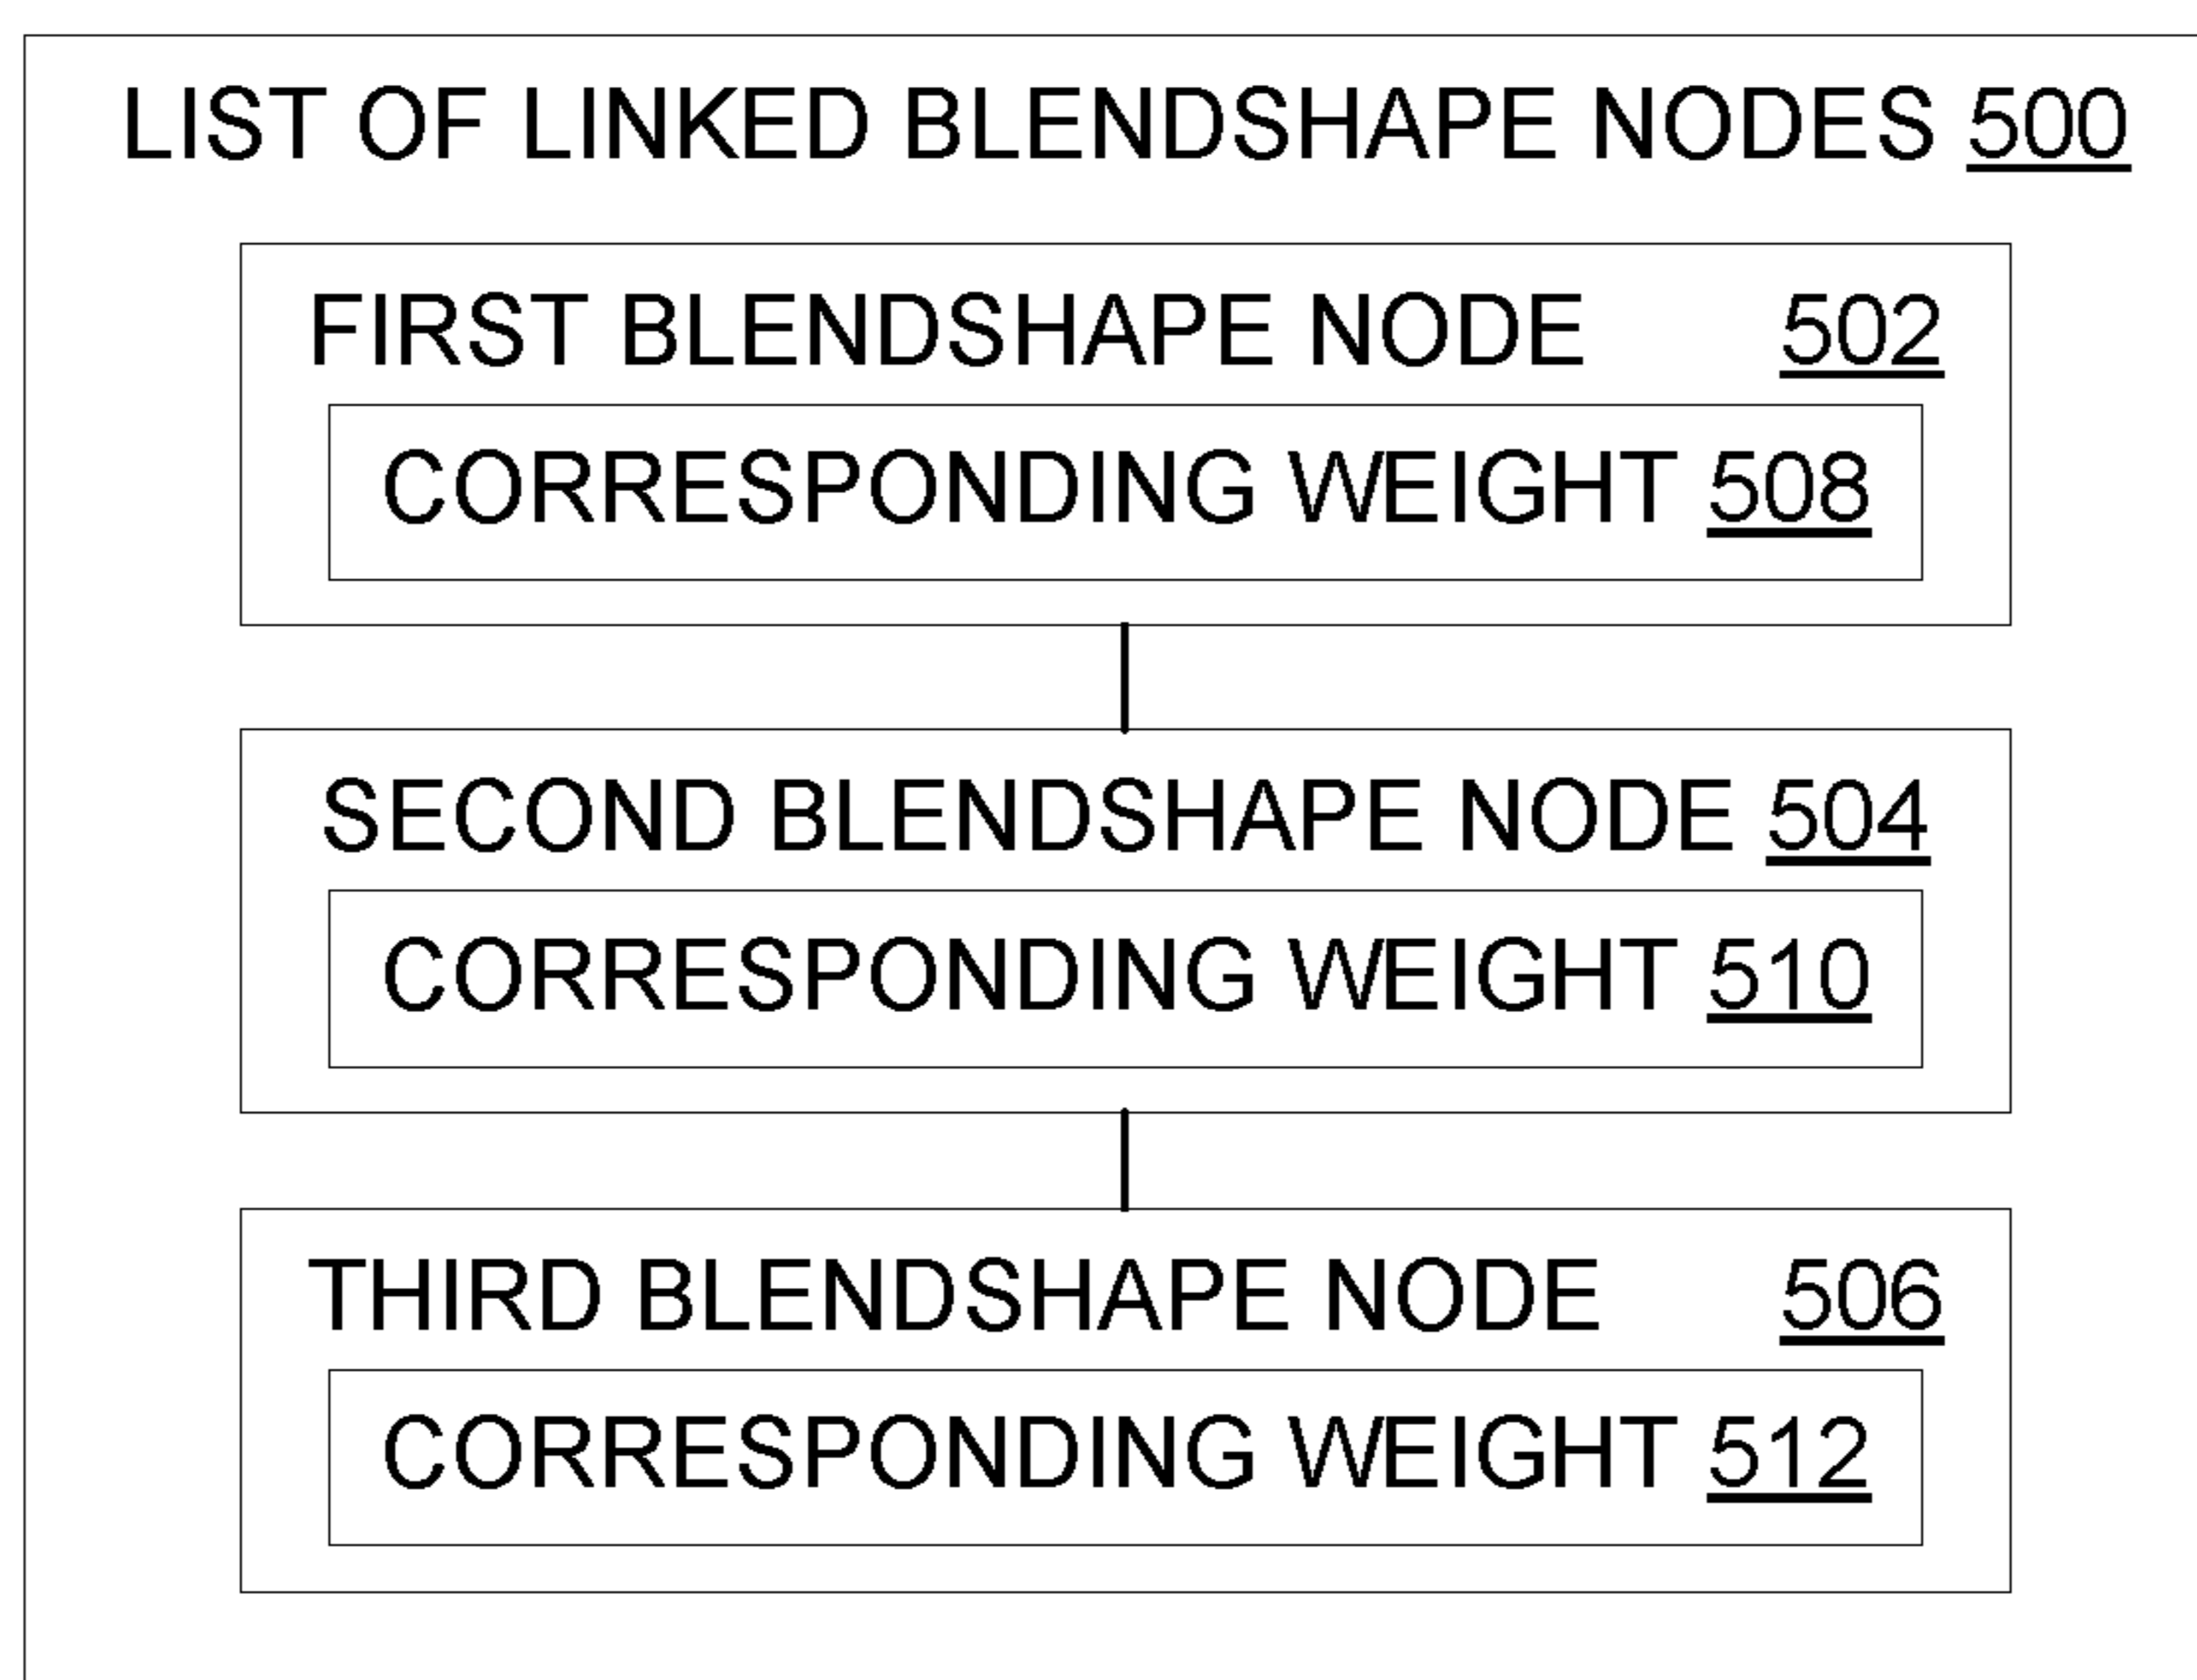 LIST OF LINKED BLENDSHAPE NODES 500
FIRST BLENDSHAPE NODE 502
CORRESPONDING WEIGHT 508
SECOND BLENDSHAPE NODE 504
CORRESPONDING WEIGHT 510
THIRD BLENDSHAPE NODE 506
CORRESPONDING WEIGHT 512